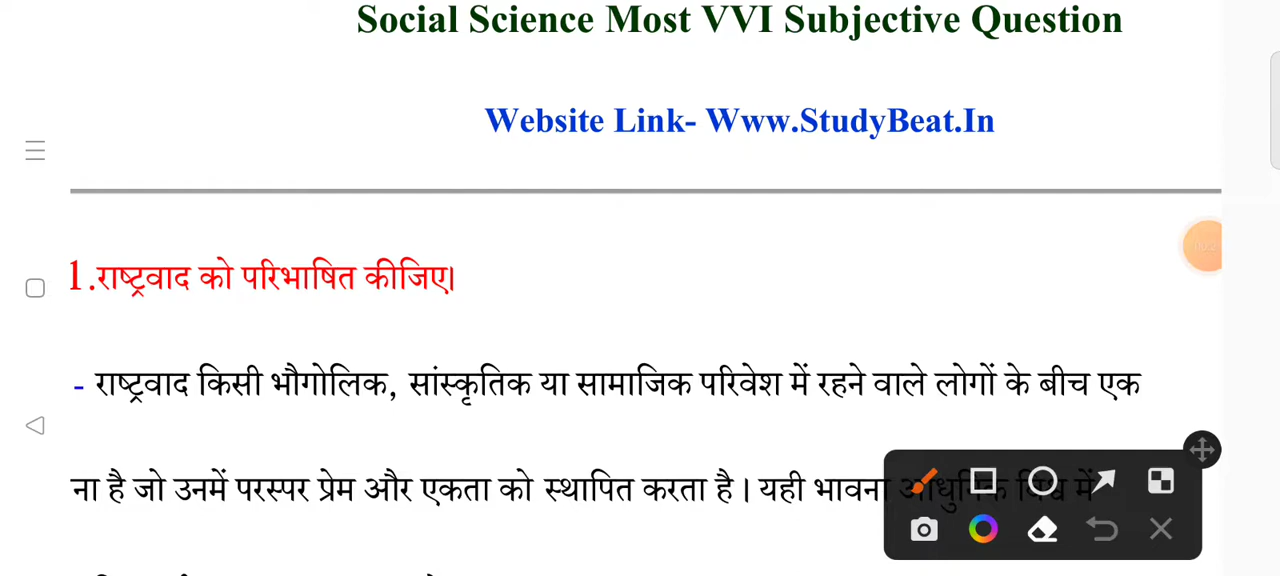 Social Science Most VVI Subjective Question
Website Link- Www.StudyBeat.In
1.राष्ट्रवाद को परिभाषित कीजिए।
- राष्ट्रवाद किसी भौगोलिक, सांस्कृतिक या सामाजिक परिवेश में रहने वाले लोगों के बीच एक
ना है जो उनमें परस्पर प्रेम और एकता को स्थापित करता है। यही भावना आधुनिक विश्व में